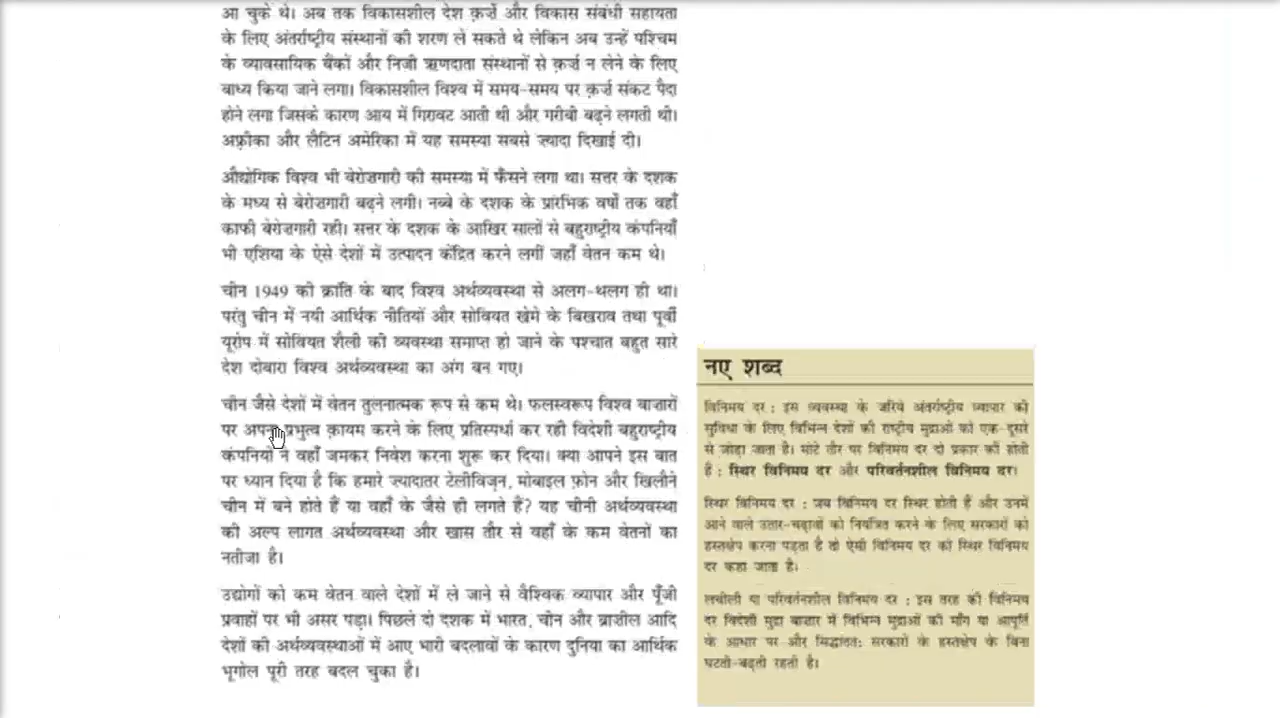 आ चुके थे। अब तक विकासशील देश क़र्ज़े और विकास संबंधी सहायता
के लिए अंतर्राष्ट्रीय संस्थानों की शरण ले सकते थे लेकिन अब उन्हें पश्चिम
के व्यावसायिक बैंकों और निजी ऋणदाता संस्थानों से क़र्ज़ न लेने के लिए
बाध्य किया जाने लगा। विकासशील विश्व में समय-समय पर क़र्ज़ संकट पैदा
होने लगा जिसके कारण आय में गिरावट आती थी और गरीबी बढ़ने लगती थी।
अफ़्रीका और लैटिन अमेरिका में यह समस्या सबसे ज़्यादा दिखाई दी।
औद्योगिक विश्व भी बेरोज़गारी की समस्या में फँसने लगा था। सत्तर के दशक
के मध्य से बेरोज़गारी बढ़ने लगी। नब्बे के दशक के प्रारंभिक वर्षों तक वहाँ
काफी बेरोज़गारी रही। सत्तर के दशक के आखिर सालों से बहुराष्ट्रीय कंपनियाँ
भी एशिया के ऐसे देशों में उत्पादन केंद्रित करने लगीं जहाँ वेतन कम थे।
चीन 1949 की क्रांति के बाद विश्व अर्थव्यवस्था से अलग-थलग ही था।
परंतु चीन में नयी आर्थिक नीतियों और सोवियत खेमे के बिखराव तथा पूर्वी
यूरोप में सोवियत शैली की व्यवस्था समाप्त हो जाने के पश्चात बहुत सारे
देश दोबारा विश्व अर्थव्यवस्था का अंग बन गए।
चीन जैसे देशों में वेतन तुलनात्मक रूप से कम थे। फलस्वरूप विश्व बाज़ारों
पर अपना प्रभुत्व क़ायम करने के लिए प्रतिस्पर्धा कर रही विदेशी बहुराष्ट्रीय
कंपनियों ने वहाँ जमकर निवेश करना शुरू कर दिया। क्या आपने इस बात
पर ध्यान दिया है कि हमारे ज़्यादातर टेलीविज़न, मोबाइल फ़ोन और खिलौने
चीन में बने होते हैं या वहाँ के जैसे ही लगते हैं? यह चीनी अर्थव्यवस्था
की अल्प लागत अर्थव्यवस्था और खास तौर से वहाँ के कम वेतनों का
नतीजा है।
उद्योगों को कम वेतन वाले देशों में ले जाने से वैश्विक व्यापार और पूँजी
प्रवाहों पर भी असर पड़ा। पिछले दो दशक में भारत, चीन और ब्राज़ील आदि
देशों की अर्थव्यवस्थाओं में आए भारी बदलावों के कारण दुनिया का आर्थिक
भूगोल पूरी तरह बदल चुका है।
नए शब्द
विनिमय दर : इस व्यवस्था के ज़रिये अंतर्राष्ट्रीय व्यापार की
सुविधा के लिए विभिन्न देशों की राष्ट्रीय मुद्राओं को एक-दूसरे
से जोड़ा जाता है। मोटे तौर पर विनिमय दर दो प्रकार की होती
हैं : स्थिर विनिमय दर और परिवर्तनशील विनिमय दर।
स्थिर विनिमय दर : जब विनिमय दर स्थिर होती हैं और उनमें
आने वाले उतार-चढ़ावों को नियंत्रित करने के लिए सरकारों को
हस्तक्षेप करना पड़ता है तो ऐसी विनिमय दर को स्थिर विनिमय
दर कहा जाता है।
लचीली या परिवर्तनशील विनिमय दर : इस तरह की विनिमय
दर विदेशी मुद्रा बाज़ार में विभिन्न मुद्राओं की माँग या आपूर्ति
के आधार पर और सिद्धांततः सरकारों के हस्तक्षेप के बिना
घटती-बढ़ती रहती है।